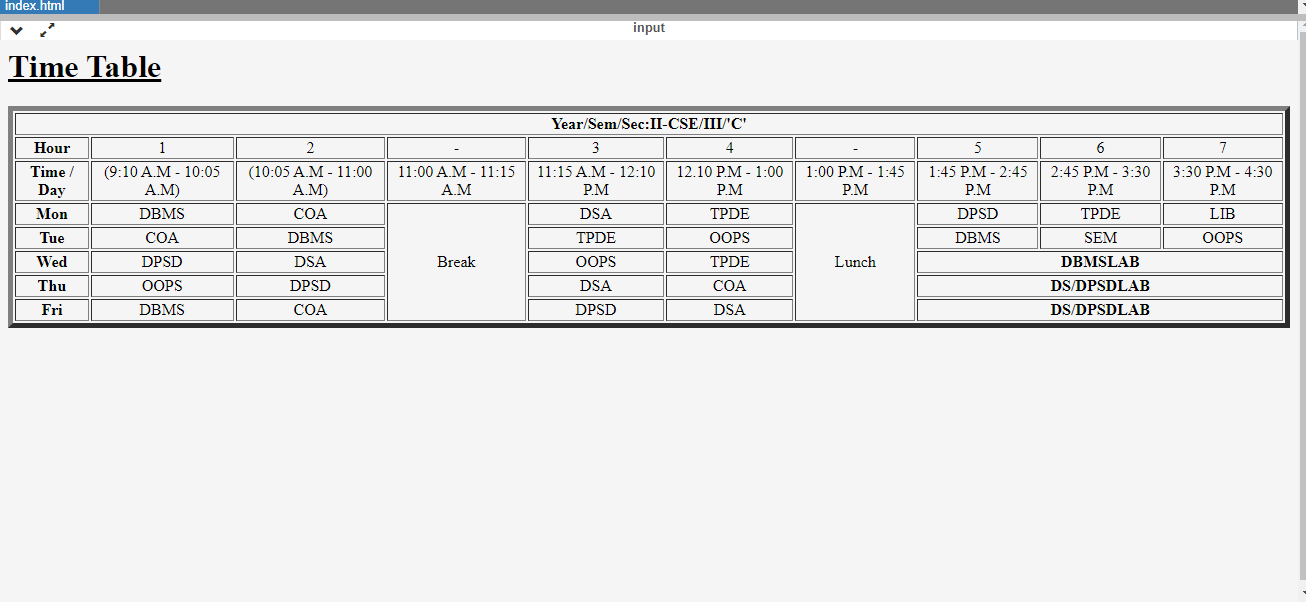 index.html
input
Time Table
Year/Sem/Sec:II-CSE/III/'C'
Hour 1 2 - 3 4 - 5 6 7
Time / Day (9:10 A.M - 10:05 A.M) (10:05 A.M - 11:00 A.M) 11:00 A.M - 11:15 A.M 11:15 A.M - 12:10 P.M 12.10 P.M - 1:00 P.M 1:00 P.M - 1:45 P.M 1:45 P.M - 2:45 P.M 2:45 P.M - 3:30 P.M 3:30 P.M - 4:30 P.M
Mon DBMS COA DSA TPDE DPSD TPDE LIB
Tue COA DBMS TPDE OOPS DBMS SEM OOPS
Wed DPSD DSA Break OOPS TPDE Lunch DBMSLAB
Thu OOPS DPSD DSA COA DS/DPSDLAB
Fri DBMS COA DPSD DSA DS/DPSDLAB